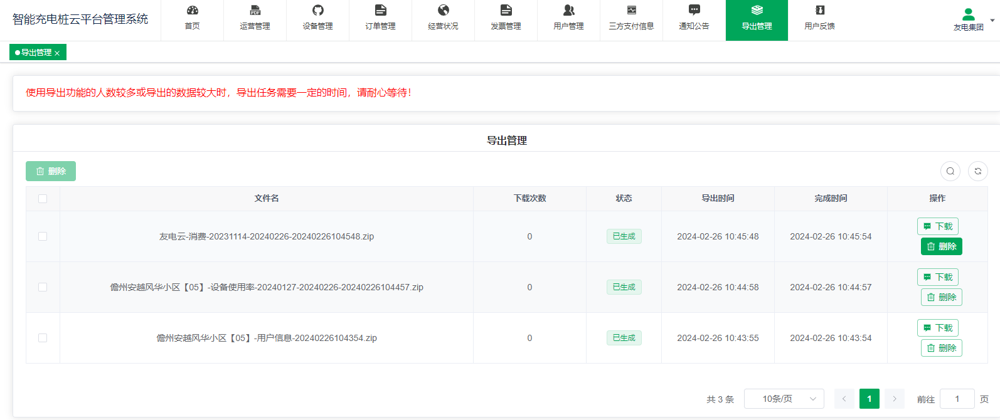 智能充电桩云平台管理系统
首页
运营管理
设备管理
订单管理
经营状况
发票管理
用户管理
三方支付信息
通知公告
导出管理
用户反馈
友电集团
导出管理
使用导出功能的人数较多或导出的数据较大时，导出任务需要一定的时间，请耐心等待！
导出管理
删除
文件名 下载次数 状态 导出时间 完成时间 操作
友电云-消费-20231114-20240226-20240226104548.zip 0 已生成 2024-02-26 10:45:48 2024-02-26 10:45:54 下载
删除
儋州安越风华小区【05】-设备使用率-20240127-20240226-20240226104457.zip 0 已生成 2024-02-26 10:44:58 2024-02-26 10:44:57 下载
删除
儋州安越风华小区【05】-用户信息-20240226104354.zip 0 已生成 2024-02-26 10:43:55 2024-02-26 10:43:54 下载
删除
共 3 条 10条/页 1 前往 1 页